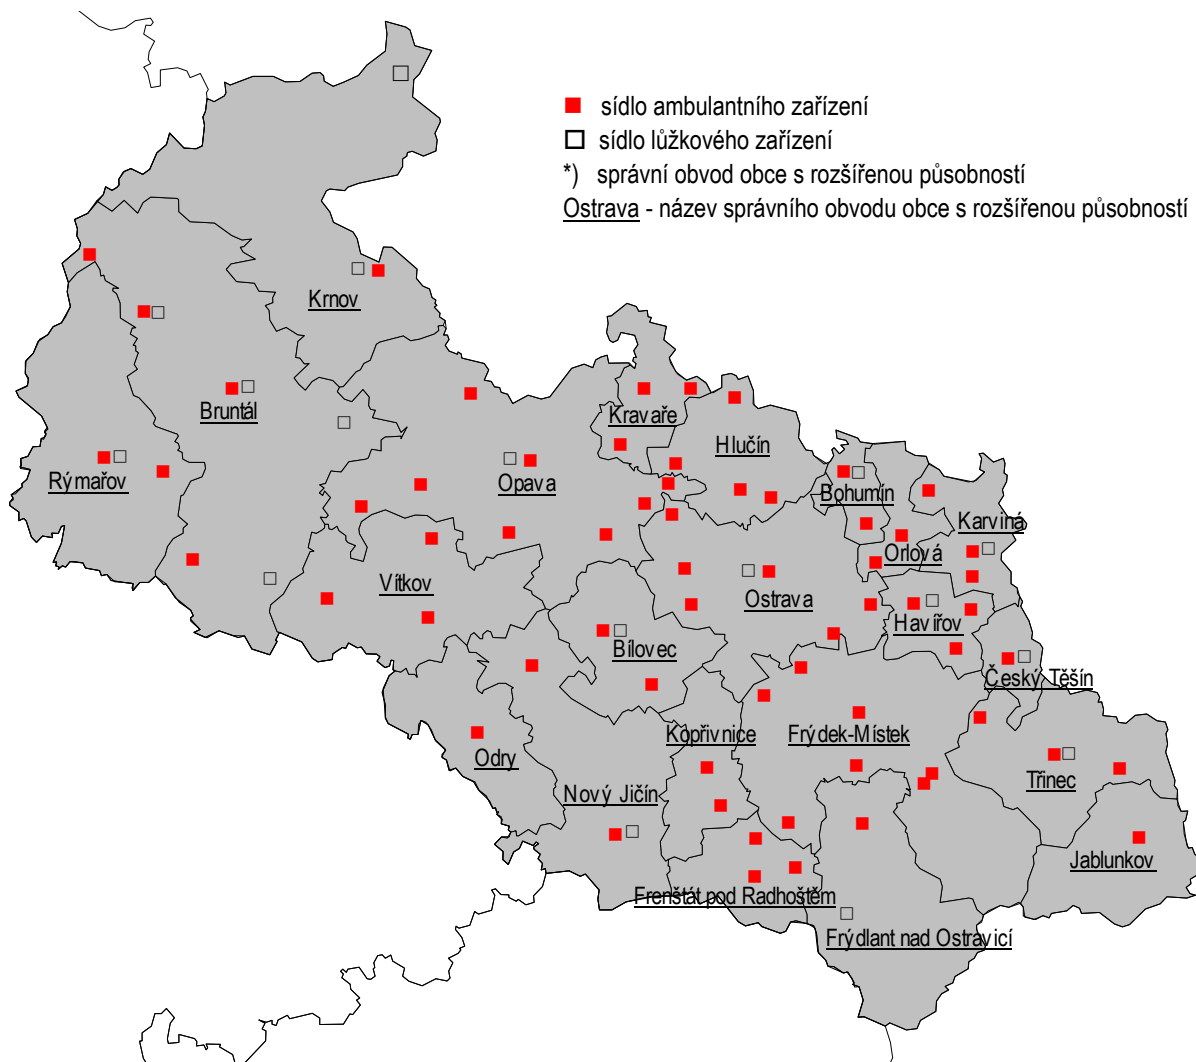 sídlo ambulantního zařízení
sídlo lůžkového zařízení
*) správní obvod obce s rozšířenou působností
Ostrava - název správního obvodu obce s rozšířenou působností
Krnov
Bruntál
Kravaře
Hlučín
Rýmařov
Opava
Bohumín
Karviná
Orlová
Vítkov
Ostrava
Havířov
Bílovec
Český Těšín
Kopřivnice
Frýdek-Místek
Odry
Třinec
Nový Jičín
Jablunkov
Frenštát pod Radhoštěm
Frýdlant nad Ostravicí